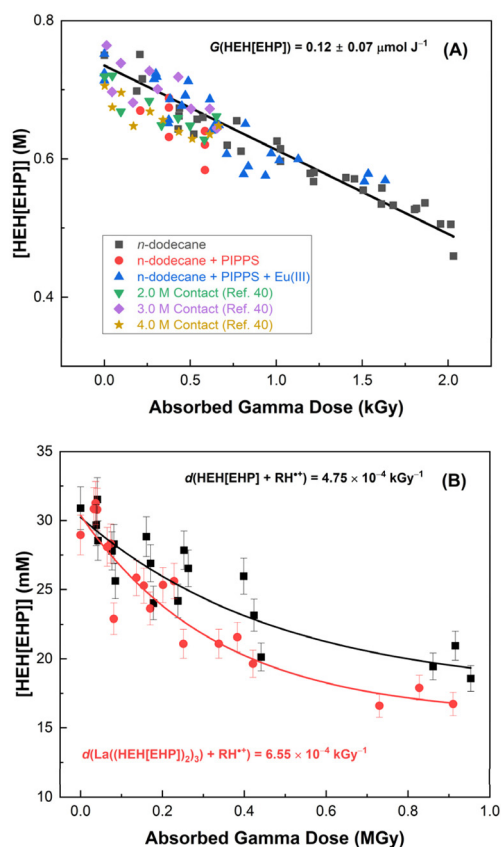 G(HEH[EHP]) = 0.12 ± 0.07 μmol J⁻¹
(A)
[HEH[EHP]] (M)
0.8
0.6
0.4
n-dodecane
n-dodecane + PIPPS
n-dodecane + PIPPS + Eu(III)
2.0 M Contact (Ref. 40)
3.0 M Contact (Ref. 40)
4.0 M Contact (Ref. 40)
0.0 0.5 1.0 1.5 2.0
Absorbed Gamma Dose (kGy)
35
d(HEH[EHP] + RH•⁺) = 4.75 × 10⁻⁴ kGy⁻¹
(B)
30
25
[HEH[EHP]] (mM)
20
15
d(La((HEH[EHP])₂)₃) + RH•⁺) = 6.55 × 10⁻⁴ kGy⁻¹
10
0.0 0.2 0.4 0.6 0.8 1.0
Absorbed Gamma Dose (MGy)